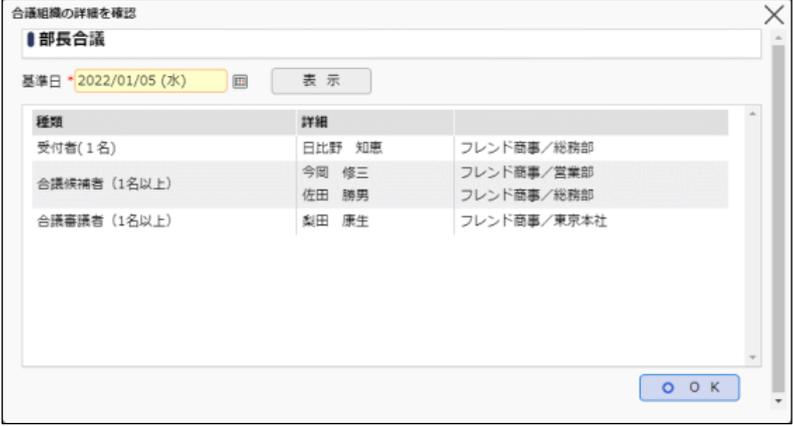 合議組織の詳細を確認
部長合議
基準日 * 2022/01/05 (水) 表 示
種類 詳細
受付者(１名) 日比野 知恵 フレンド商事／総務部
合議候補者（1名以上） 今岡 修三 フレンド商事／営業部
佐田 勝男 フレンド商事／総務部
合議審議者（1名以上） 梨田 康生 フレンド商事／東京本社
O K